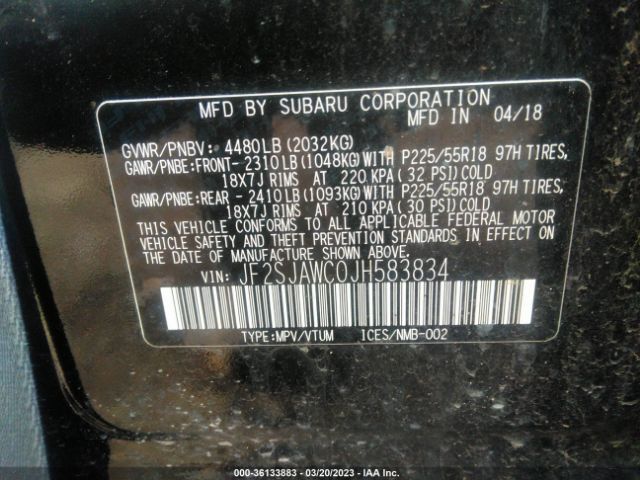 MFD BY SUBARU CORPORATION
MFD IN 04/18
GVWR/PNBV: 4480LB(2032KG)
GAWR/PNBE:FRONT-2310LB(1048KG)WITH P225/55R18 97H TIRES,
18X7J RIMS AT 220 KPA(32 PSI)COLD
GAWR/PNBE:REAR -2410LB(1093KG)WITH P225/55R18 97H TIRES,
18X7J RIMS AT 210 KPA(30 PSI)COLD
THIS VEHICLE CONFORMS TO ALL APPLICABLE FEDERAL MOTOR
VEHICLE SAFETY AND THEFT PREVENTION STANDARDS IN EFFECT ON
THE DATE OF MANUFACTURE SHOWN ABOVE.
VIN: JF2SJAWC0JH583834
TYPE:MPV/VTUM ICES/NMB-002
000-36133883 — 03/20/2023 — IAA Inc.